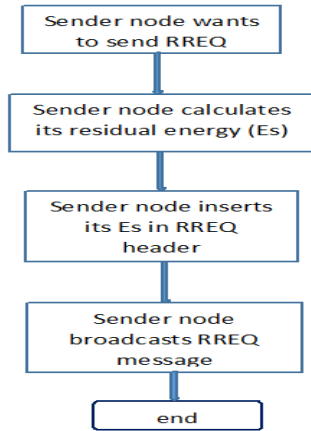 Sender node wants
to send RREQ
Sender node calculates
its residual energy (Es)
Sender node inserts
its Es in RREQ
header
Sender node
broadcasts RREQ
message
end